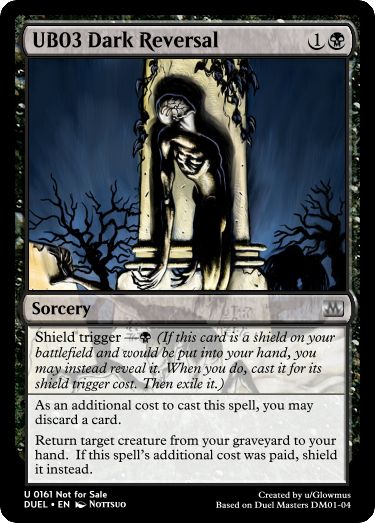 UB03 Dark Reversal 1
Sorcery
Shield trigger — (If this card is a shield on your
battlefield and would be put into your hand, you
may instead reveal it. When you do, cast it for its
shield trigger cost. Then exile it.)
As an additional cost to cast this spell, you may
discard a card.
Return target creature from your graveyard to your
hand.  If this spell's additional cost was paid, shield
it instead.
U 0161 Not for Sale
DUEL • EN Nottsuo
Created by u/Glowmus
Based on Duel Masters DM01-04